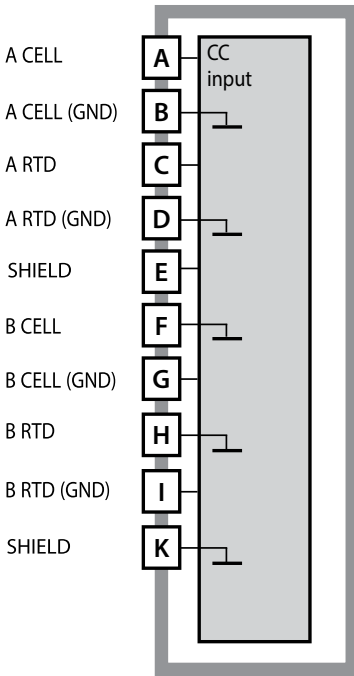 A CELL A CC
input
A CELL (GND) B
A RTD C
A RTD (GND) D
SHIELD E
B CELL F
B CELL (GND) G
B RTD H
B RTD (GND) I
SHIELD K